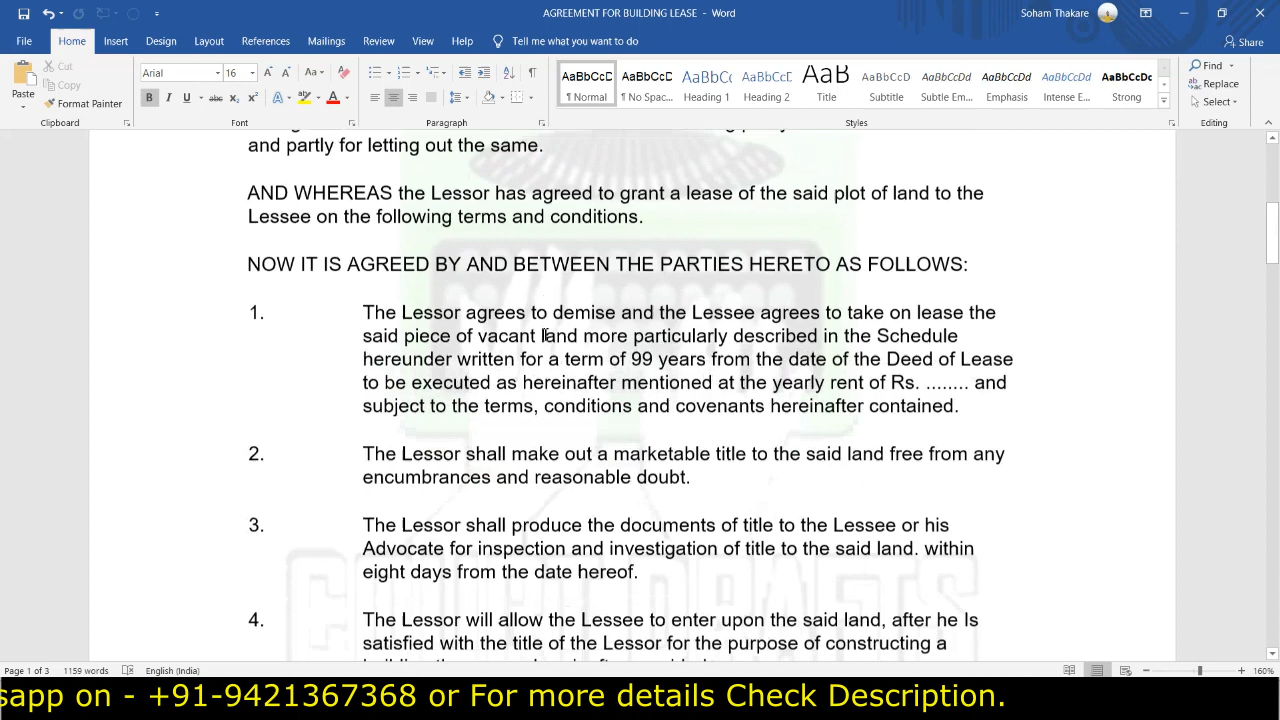 AGREEMENT FOR BUILDING LEASE - Word
Soham Thakare
File Home Insert Design Layout References Mailings Review View Help Tell me what you want to do
Share
Paste
Cut
Copy
Format Painter
Clipboard
Arial 16
Font
Paragraph
AaBbCcD AaBbCcD AaBbC AaBbCcD AaB AaBbCcD AaBbCcDd AaBbCcDd AaBbCcDd AaBbCcDc
¶ Normal ¶ No Spac... Heading 1 Heading 2 Title Subtitle Subtle Em... Emphasis Intense E... Strong
Styles
Find
Replace
Select
Editing
and partly for letting out the same.
AND WHEREAS the Lessor has agreed to grant a lease of the said plot of land to the
Lessee on the following terms and conditions.
NOW IT IS AGREED BY AND BETWEEN THE PARTIES HERETO AS FOLLOWS:
1. The Lessor agrees to demise and the Lessee agrees to take on lease the
said piece of vacant land more particularly described in the Schedule
hereunder written for a term of 99 years from the date of the Deed of Lease
to be executed as hereinafter mentioned at the yearly rent of Rs. ........ and
subject to the terms, conditions and covenants hereinafter contained.
2. The Lessor shall make out a marketable title to the said land free from any
encumbrances and reasonable doubt.
3. The Lessor shall produce the documents of title to the Lessee or his
Advocate for inspection and investigation of title to the said land. within
eight days from the date hereof.
4. The Lessor will allow the Lessee to enter upon the said land, after he Is
satisfied with the title of the Lessor for the purpose of constructing a
Page 1 of 3 1159 words English (India) 160%
sapp on - +91-9421367368 or For more details Check Description.